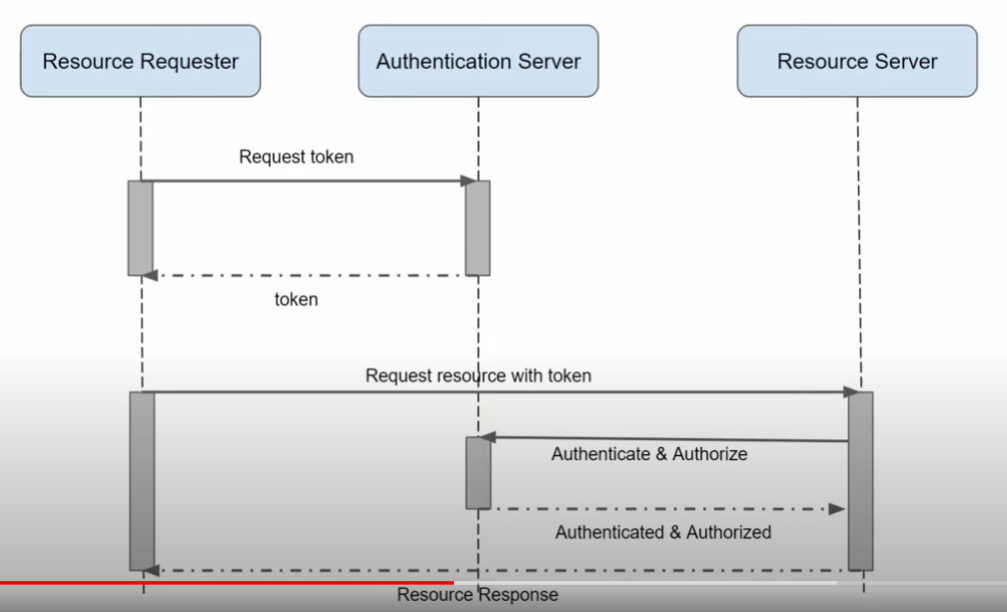 Resource Requester
Authentication Server
Resource Server
Request token
token
Request resource with token
Authenticate & Authorize
Authenticated & Authorized
Resource Response